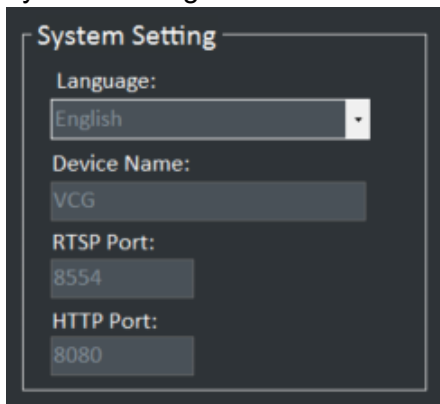 System Setting
Language:
English
Device Name:
VCG
RTSP Port:
8554
HTTP Port:
8080